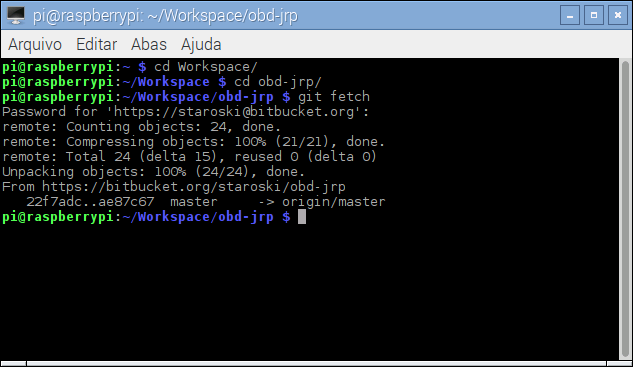 pi@raspberrypi: ~/Workspace/obd-jrp
Arquivo Editar Abas Ajuda
pi@raspberrypi:~ $ cd Workspace/
pi@raspberrypi:~/Workspace $ cd obd-jrp/
pi@raspberrypi:~/Workspace/obd-jrp $ git fetch
Password for 'https://staroski@bitbucket.org':
remote: Counting objects: 24, done.
remote: Compressing objects: 100% (21/21), done.
remote: Total 24 (delta 15), reused 0 (delta 0)
Unpacking objects: 100% (24/24), done.
From https://bitbucket.org/staroski/obd-jrp
   22f7adc..ae87c67  master     -> origin/master
pi@raspberrypi:~/Workspace/obd-jrp $